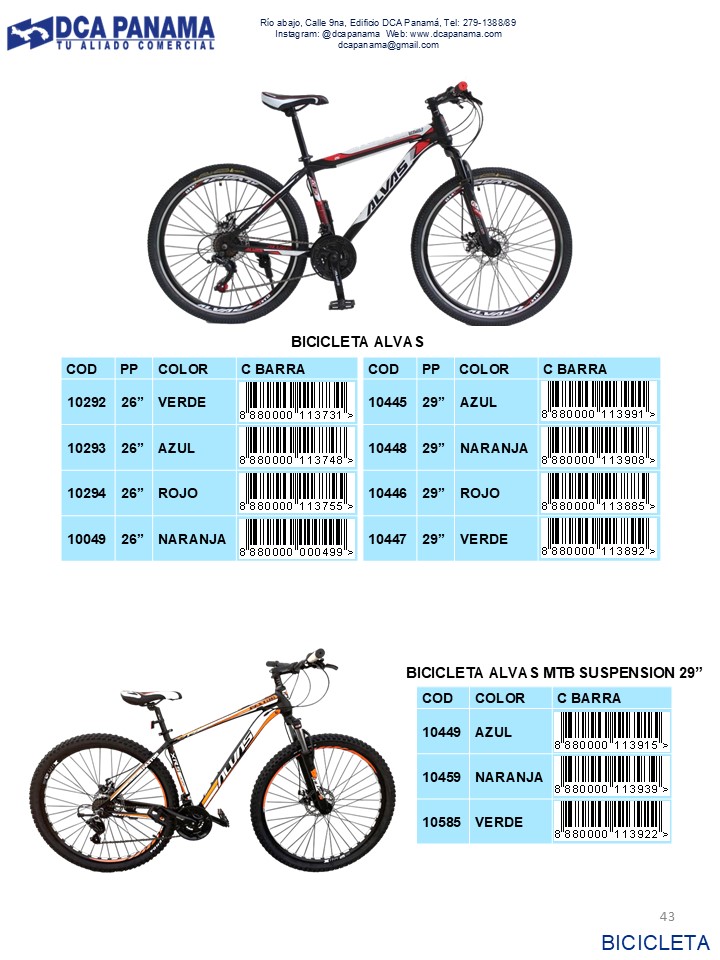 DCA PANAMA
TU ALIADO COMERCIAL
Río abajo, Calle 9na, Edificio DCA Panamá, Tel: 279-1388/89
Instagram: @dcapanama Web: www.dcapanama.com
dcapanama@gmail.com
ALVAS
BICICLETA ALVAS
COD PP COLOR C BARRA COD PP COLOR C BARRA
10292 26” VERDE 8 880000 113731 > 10445 29” AZUL 8 880000 113991 >
10293 26” AZUL 8 880000 113748 > 10448 29” NARANJA 8 880000 113908 >
10294 26” ROJO 8 880000 113755 > 10446 29” ROJO 8 880000 113885 >
10049 26” NARANJA 8 880000 000499 > 10447 29” VERDE 8 880000 113892 >
ALVAS
BICICLETA ALVAS MTB SUSPENSION 29”
COD COLOR C BARRA
10449 AZUL 8 880000 113915 >
10459 NARANJA 8 880000 113939 >
10585 VERDE 8 880000 113922 >
43
BICICLETA